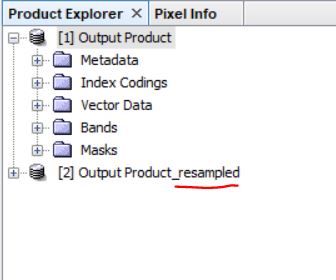 Product Explorer × Pixel Info
[1] Output Product
Metadata
Index Codings
Vector Data
Bands
Masks
[2] Output Product_resampled